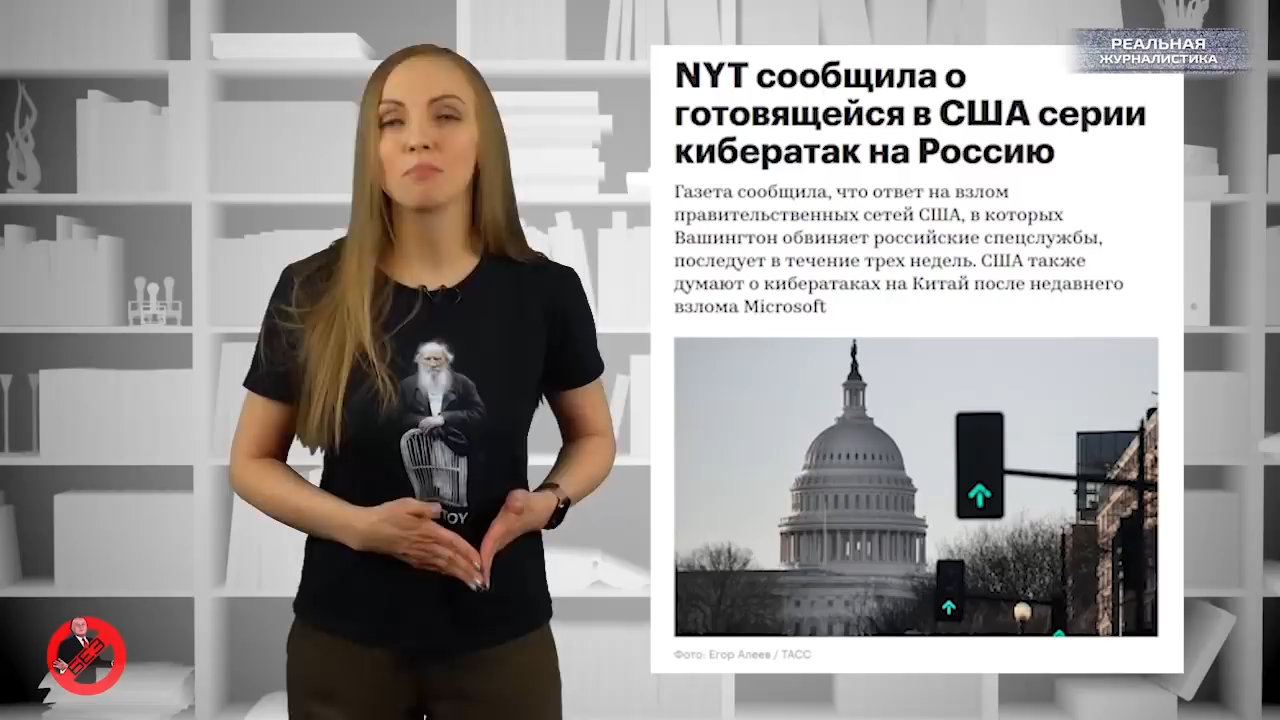 РЕАЛЬНАЯ
ЖУРНАЛИСТИКА
NYT сообщила о
готовящейся в США серии
кибератак на Россию
Газета сообщила, что ответ на взлом
правительственных сетей США, в которых
Вашингтон обвиняет российские спецслужбы,
последует в течение трех недель. США также
думают о кибератаках на Китай после недавнего
взлома Microsoft
Фото: Егор Алеев / ТАСС